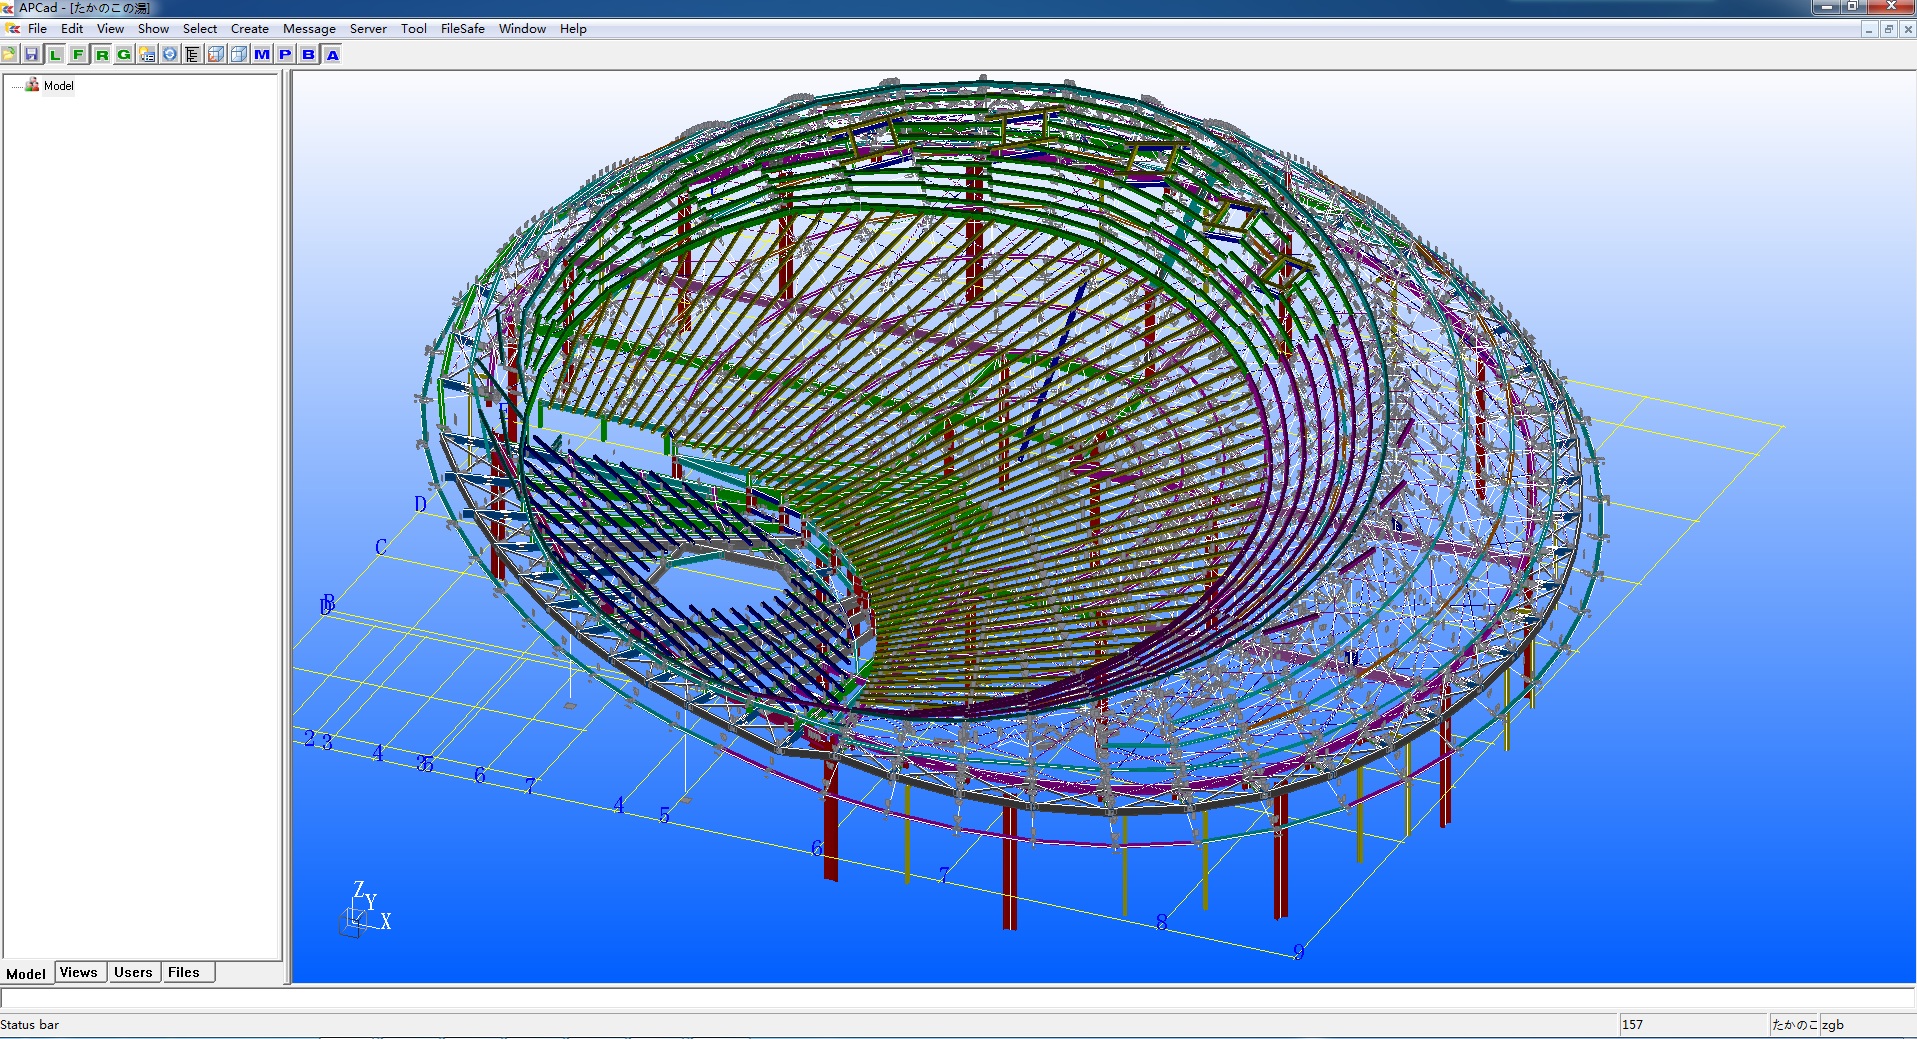 APCad - [たかのこの湯]
File Edit View Show Select Create Message Server Tool FileSafe Window Help
L F R G M P B A
Model
D
C
B
2 3 4 35 6 7 4 5
6
7
8
9
Z
Y
X
Model Views Users Files
Status bar 157 たかのこ zgb